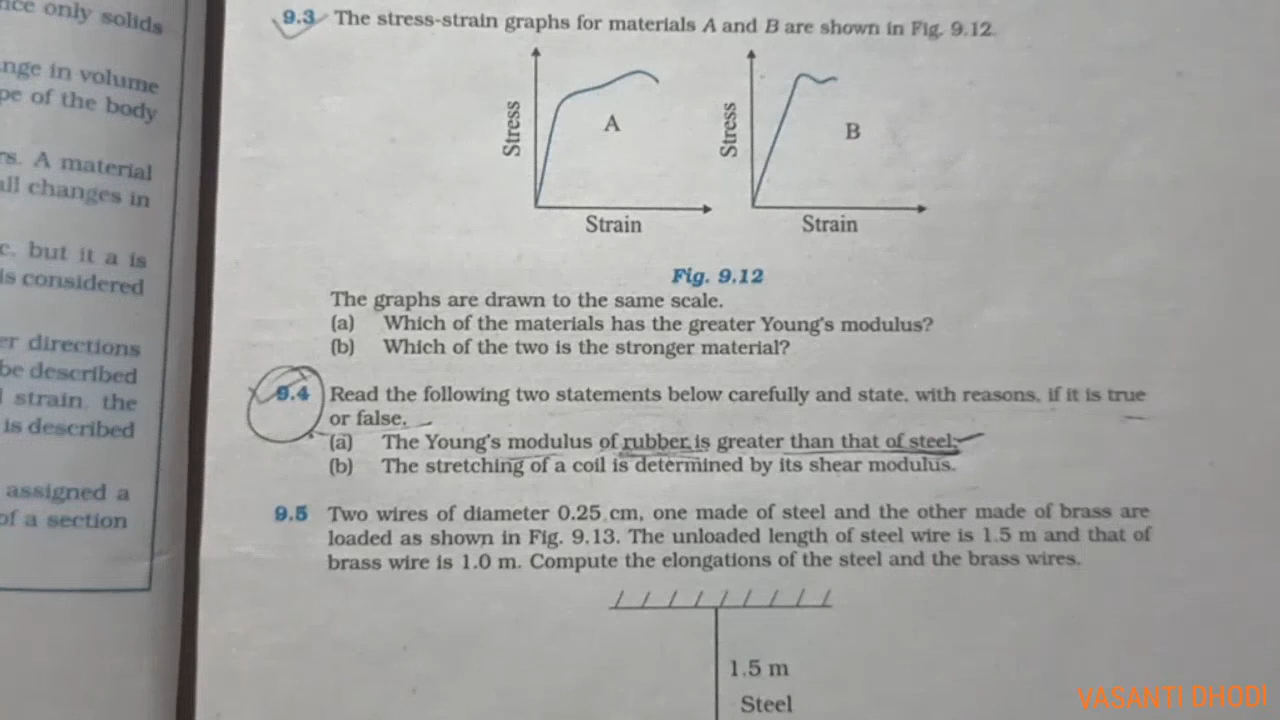 nce only solids
nge in volume
pe of the body
rs. A material
all changes in
c, but it a is
is considered
er directions
be described
strain, the
is described
assigned a
of a section
9.3 The stress-strain graphs for materials A and B are shown in Fig. 9.12.
Stress
A
Strain
Stress
B
Strain
Fig. 9.12
The graphs are drawn to the same scale.
(a) Which of the materials has the greater Young's modulus?
(b) Which of the two is the stronger material?
9.4 Read the following two statements below carefully and state, with reasons, if it is true
or false.
(a) The Young's modulus of rubber is greater than that of steel;
(b) The stretching of a coil is determined by its shear modulus.
9.5 Two wires of diameter 0.25 cm, one made of steel and the other made of brass are
loaded as shown in Fig. 9.13. The unloaded length of steel wire is 1.5 m and that of
brass wire is 1.0 m. Compute the elongations of the steel and the brass wires.
1.5 m
Steel
VASANTI DHODI